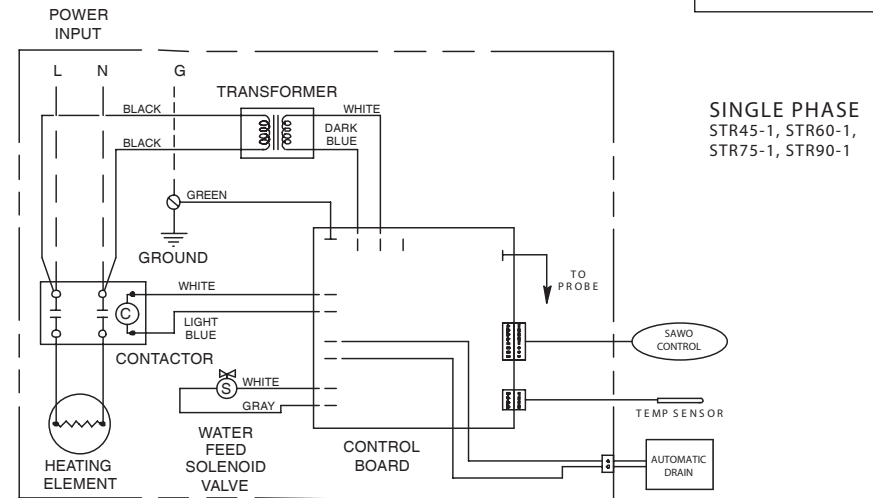 POWER
INPUT
L N G
TRANSFORMER
BLACK
WHITE
DARK
BLUE
BLACK
SINGLE PHASE
STR45-1, STR60-1,
STR75-1, STR90-1
GREEN
GROUND
TO
PROBE
WHITE
C
LIGHT
BLUE
CONTACTOR
SAWO
CONTROL
S
WHITE
GRAY
TEMP SENSOR
WATER
FEED
SOLENOID
VALVE
CONTROL
BOARD
HEATING
ELEMENT
AUTOMATIC
DRAIN